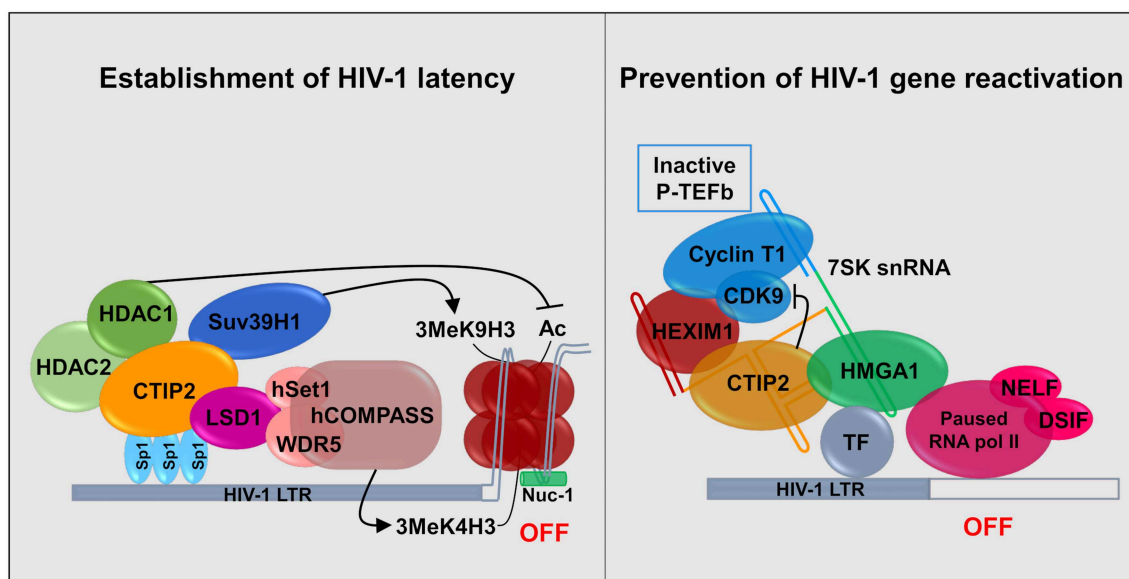 Establishment of HIV-1 latency
HDAC1
HDAC2
Suv39H1
CTIP2
LSD1
hSet1
hCOMPASS
WDR5
Sp1
Sp1
Sp1
3MeK9H3
Ac
HIV-1 LTR
Nuc-1
3MeK4H3
OFF
Prevention of HIV-1 gene reactivation
Inactive
P-TEFb
Cyclin T1
7SK snRNA
CDK9
HEXIM1
CTIP2
HMGA1
NELF
DSIF
Paused
RNA pol II
TF
HIV-1 LTR
OFF